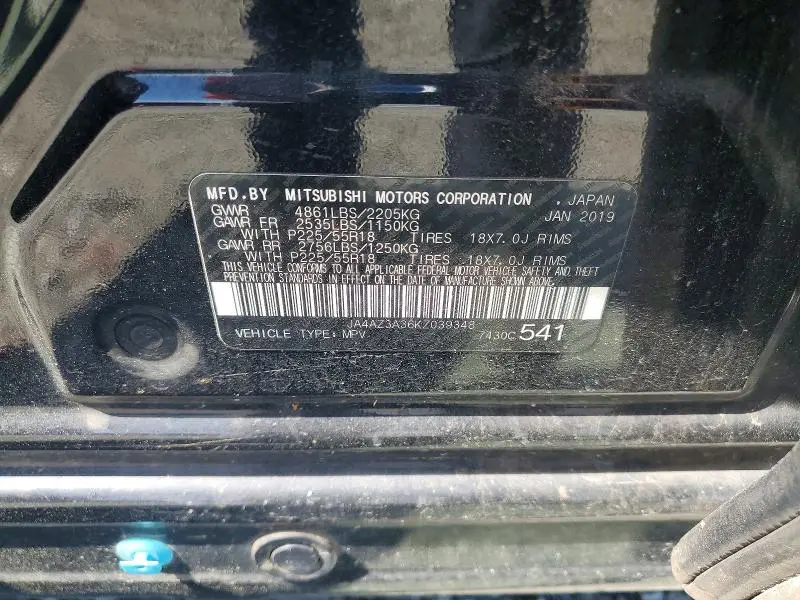 MFD.BY MITSUBISHI MOTORS CORPORATION , JAPAN
GVWR 4861LBS/2205KG JAN 2019
GAWR FR 2535LBS/1150KG
WITH P225/55R18 TIRES 18X7.0J RIMS
GAWR RR 2756LBS/1250KG
WITH P225/55R18 TIRES 18X7.0J RIMS
THIS VEHICLE CONFORMS TO ALL APPLICABLE FEDERAL MOTOR VEHICLE SAFETY AND THEFT
PREVENTION STANDARDS IN EFFECT ON THE DATE OF MANUFACTURE SHOWN ABOVE.
JA4AZ3A36KZ039348
VEHICLE TYPE: MPV 7430C 541